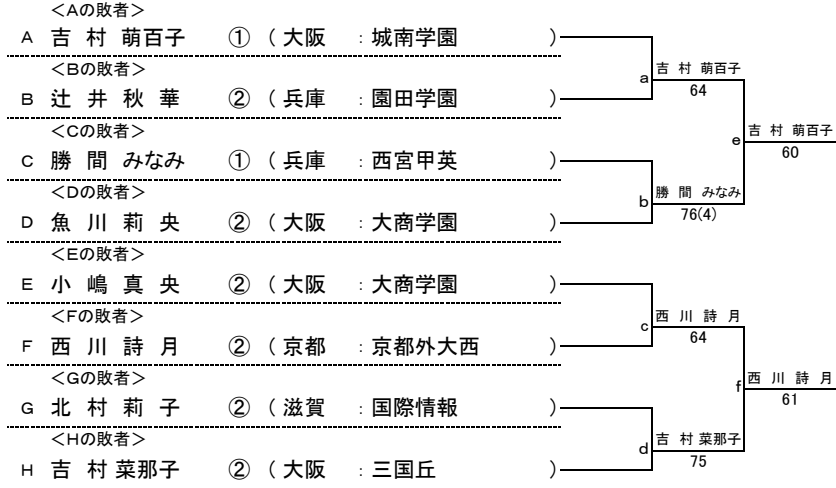 <Aの敗者>
A 吉 村 萌百子 ① ( 大阪 : 城南学園 )
<Bの敗者>
B 辻 井 秋 華 ② ( 兵庫 : 園田学園 )
<Cの敗者>
C 勝 間 みなみ ① ( 兵庫 : 西宮甲英 )
<Dの敗者>
D 魚 川 莉 央 ② ( 大阪 : 大商学園 )
<Eの敗者>
E 小 嶋 真 央 ② ( 大阪 : 大商学園 )
<Fの敗者>
F 西 川 詩 月 ② ( 京都 : 京都外大西 )
<Gの敗者>
G 北 村 莉 子 ② ( 滋賀 : 国際情報 )
<Hの敗者>
H 吉 村 菜那子 ② ( 大阪 : 三国丘 )
a 吉 村 萌百子
64
b 勝 間 みなみ
76(4)
c 西 川 詩 月
64
d 吉 村 菜那子
75
e 吉 村 萌百子
60
f 西 川 詩 月
61